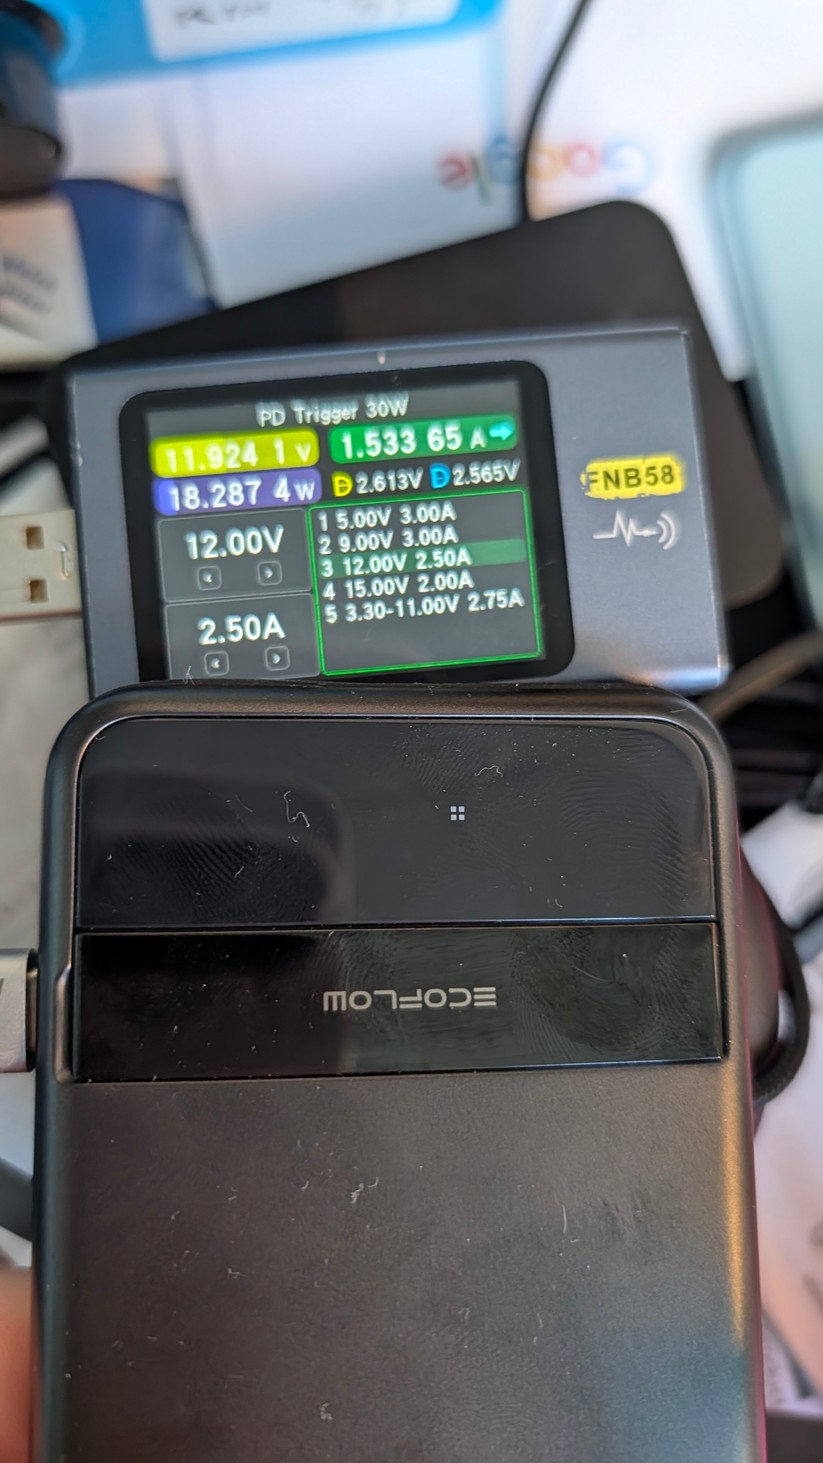 Google
PD Trigger 30W
11.924 1 V
1.533 65 A
18.287 4 W
D 2.613V D 2.565V
12.00V
2.50A
1 5.00V 3.00A
2 9.00V 3.00A
3 12.00V 2.50A
4 15.00V 2.00A
5 3.30-11.00V 2.75A
FNB58
ECOFLOW